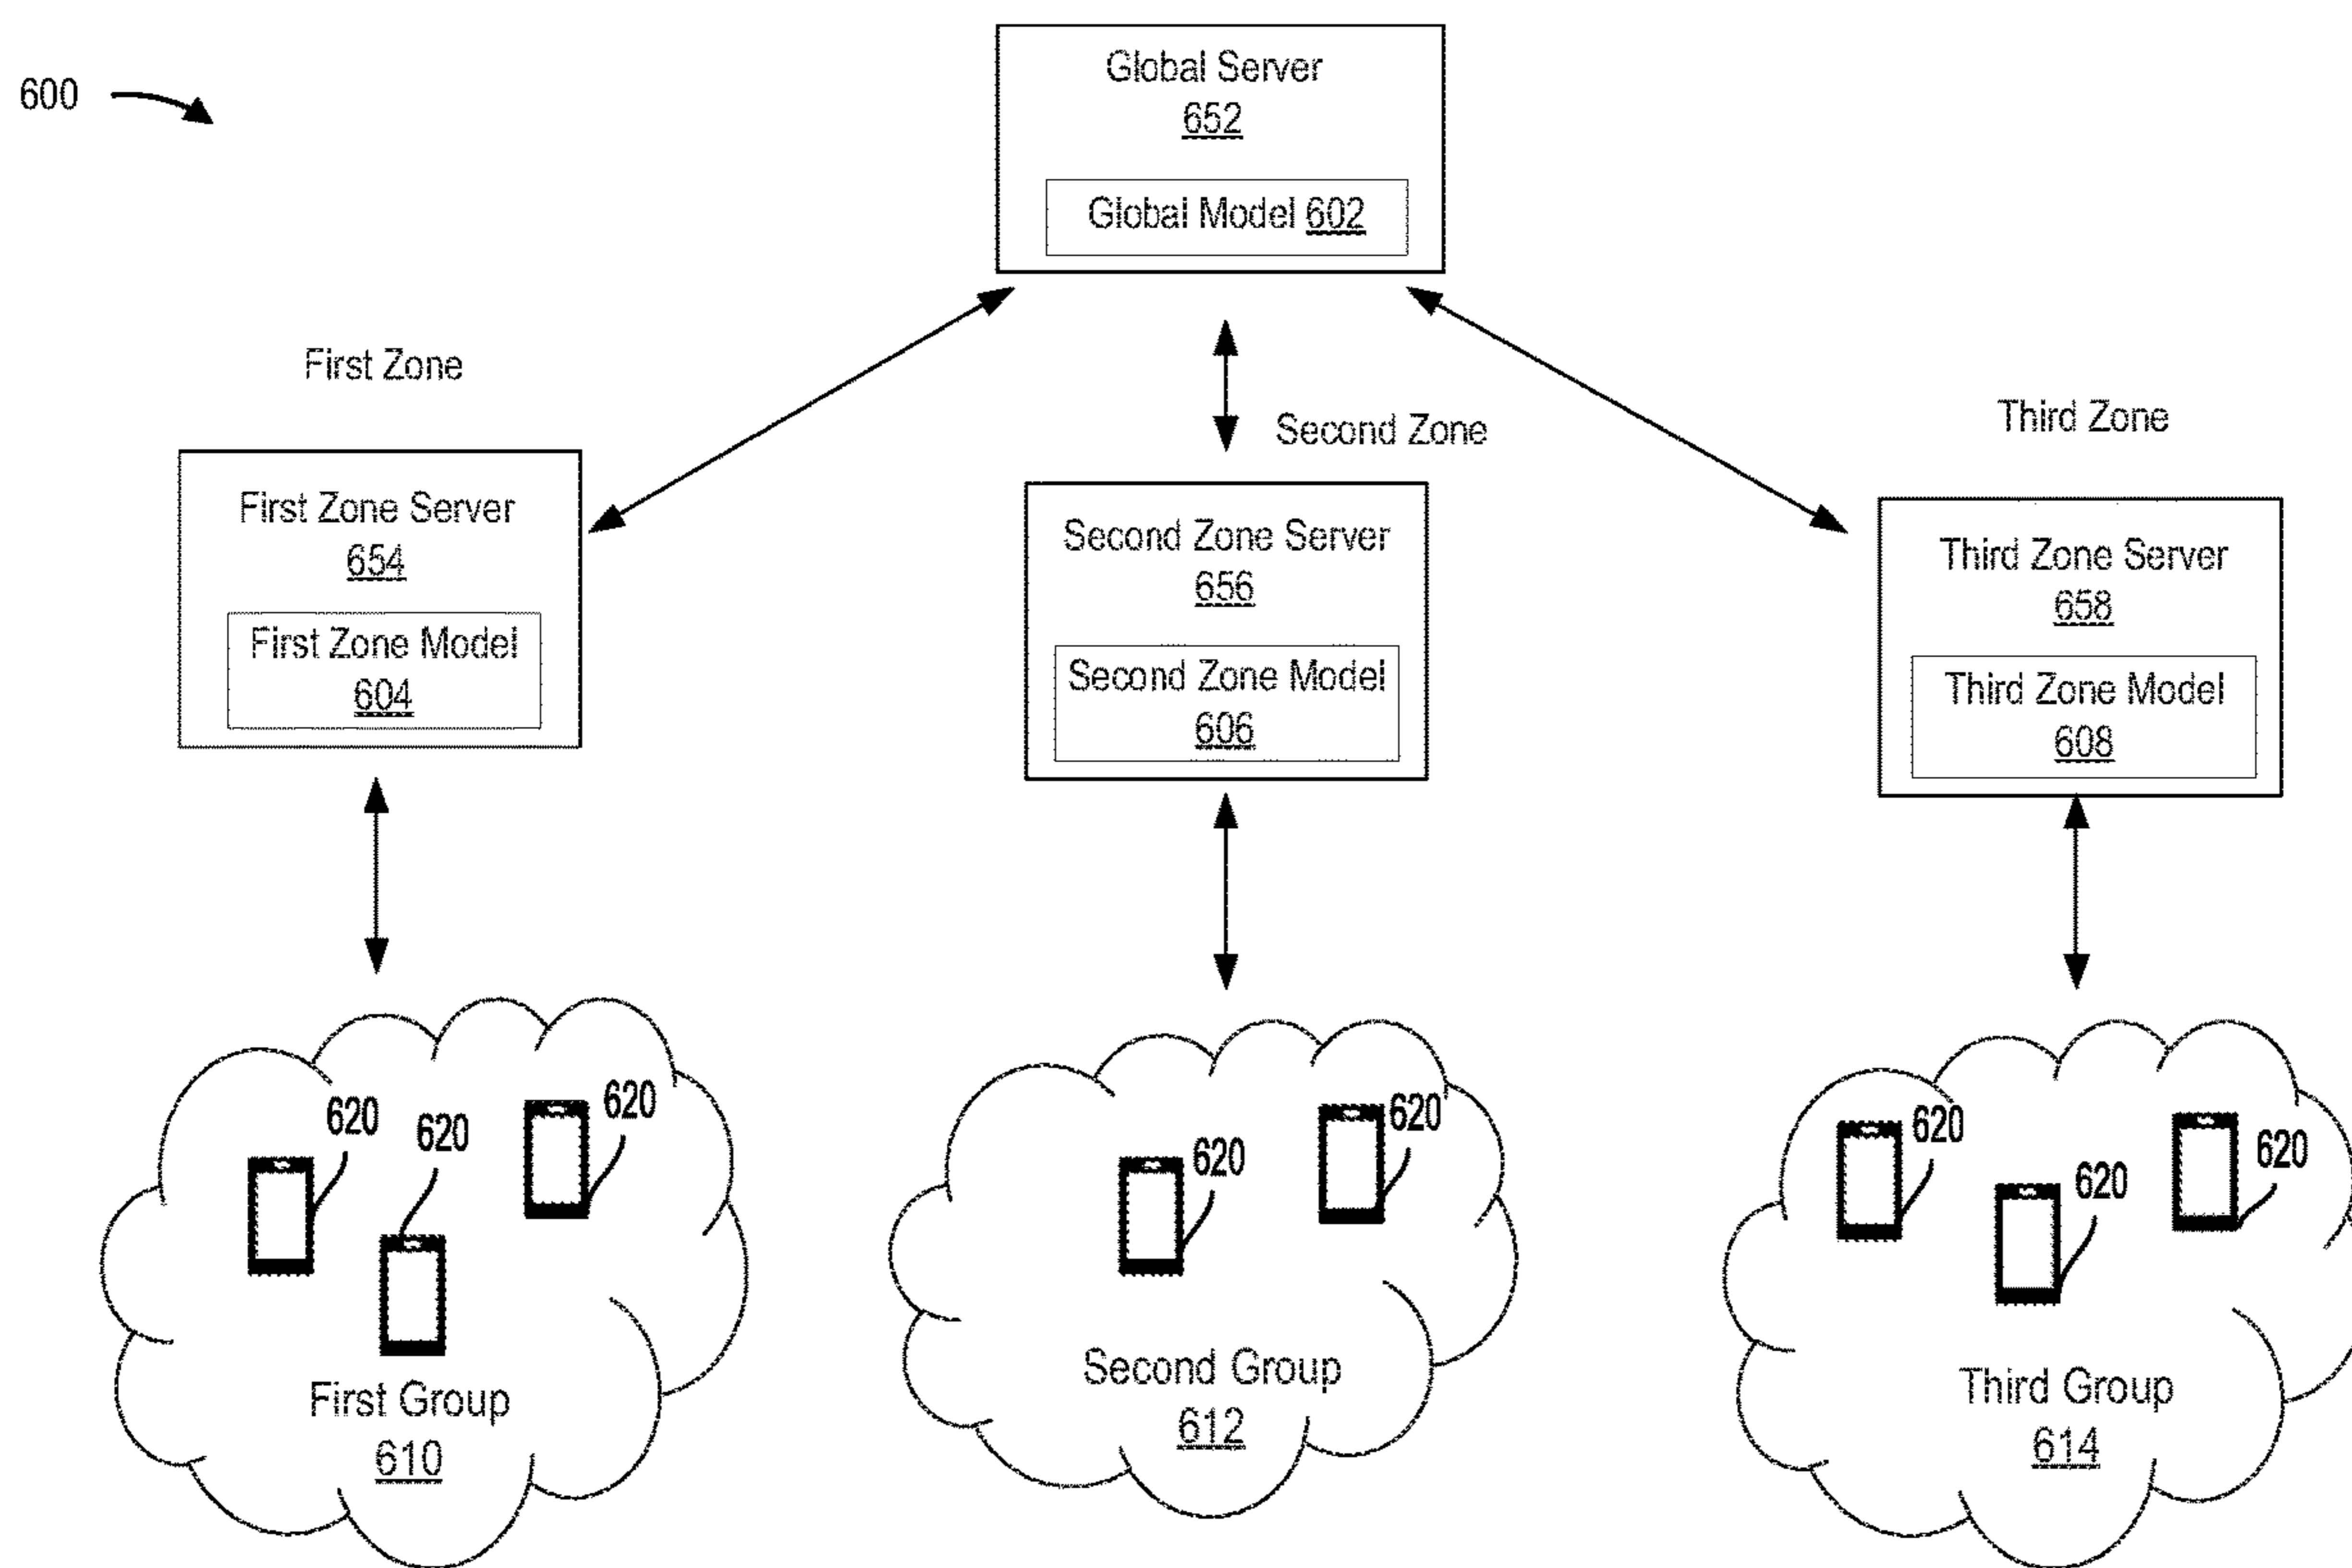 600
Global Server
652
Global Model 602
First Zone
Second Zone
Third Zone
First Zone Server
654
First Zone Model
604
Second Zone Server
656
Second Zone Model
606
Third Zone Server
658
Third Zone Model
608
620
620
620
First Group
610
620
620
Second Group
612
620
620
620
Third Group
614